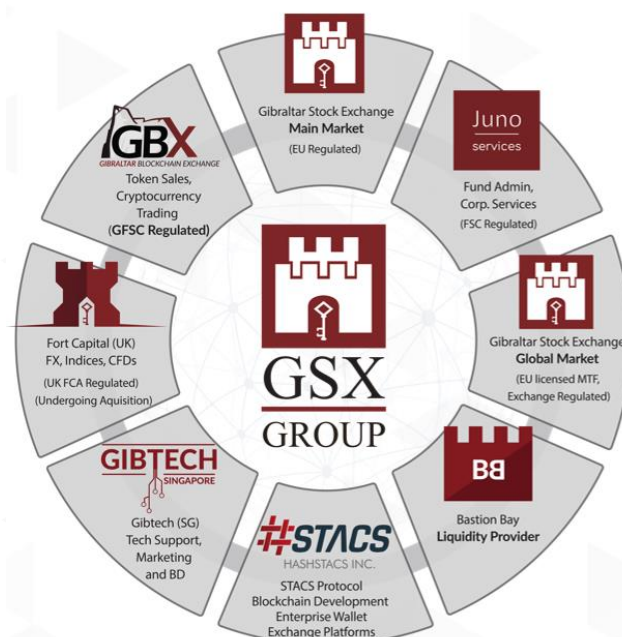 Gibraltar Stock Exchange
Main Market
(EU Regulated)
Juno
services
Fund Admin,
Corp. Services
(FSC Regulated)
Gibraltar Stock Exchange
Global Market
(EU licensed MTF,
Exchange Regulated)
BB
Bastion Bay
Liquidity Provider
#STACS
HASHSTACS INC.
STACS Protocol
Blockchain Development
Enterprise Wallet
Exchange Platforms
GIBTECH
SINGAPORE
Gibtech (SG)
Tech Support,
Marketing
and BD
Fort Capital (UK)
FX, Indices, CFDs
(UK FCA Regulated)
(Undergoing Aquisition)
GBX
GIBRALTAR BLOCKCHAIN EXCHANGE
Token Sales,
Cryptocurrency
Trading
(GFSC Regulated)
GSX
GROUP